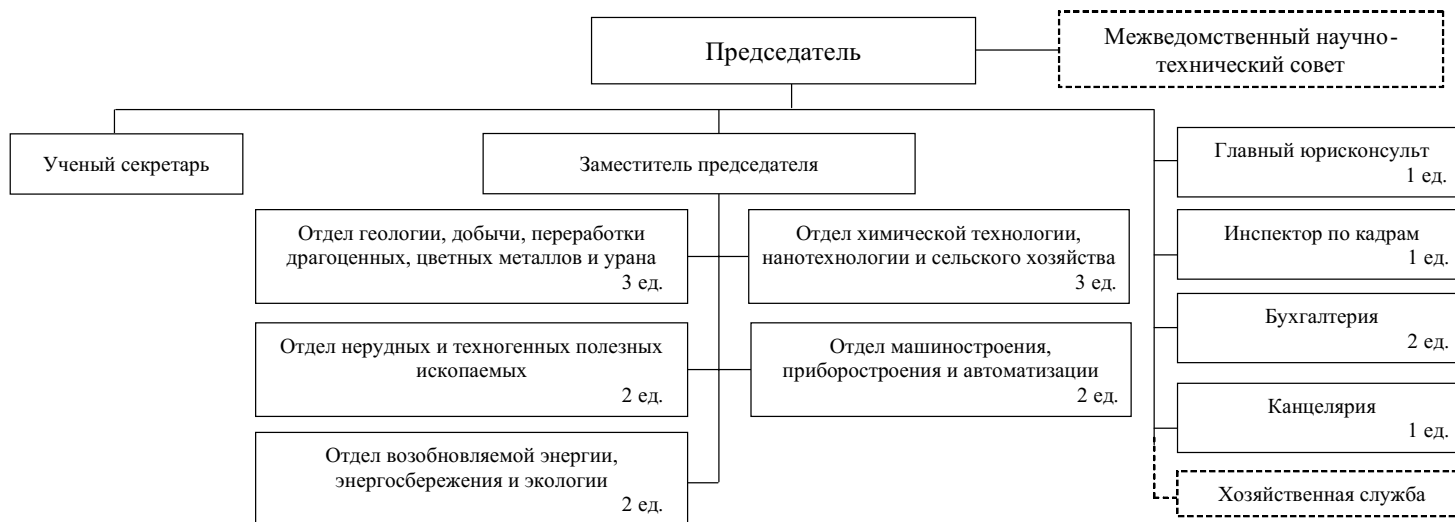 Председатель
Межведомственный научно-
технический совет
Ученый секретарь
Заместитель председателя
Главный юрисконсульт
1 ед.
Отдел геологии, добычи, переработки
драгоценных, цветных металлов и урана
3 ед.
Отдел химической технологии,
нанотехнологии и сельского хозяйства
3 ед.
Инспектор по кадрам
1 ед.
Отдел нерудных и техногенных полезных
ископаемых
2 ед.
Отдел машиностроения,
приборостроения и автоматизации
2 ед.
Бухгалтерия
2 ед.
Канцелярия
1 ед.
Отдел возобновляемой энергии,
энергосбережения и экологии
2 ед.
Хозяйственная служба